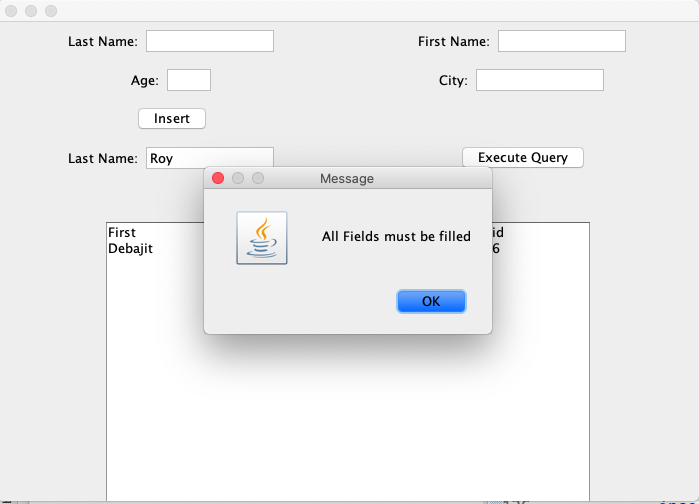 Last Name: First Name:
Age: City:
Insert
Last Name: Roy Execute Query
Message
All Fields must be filled
OK
First id
Debajit 6